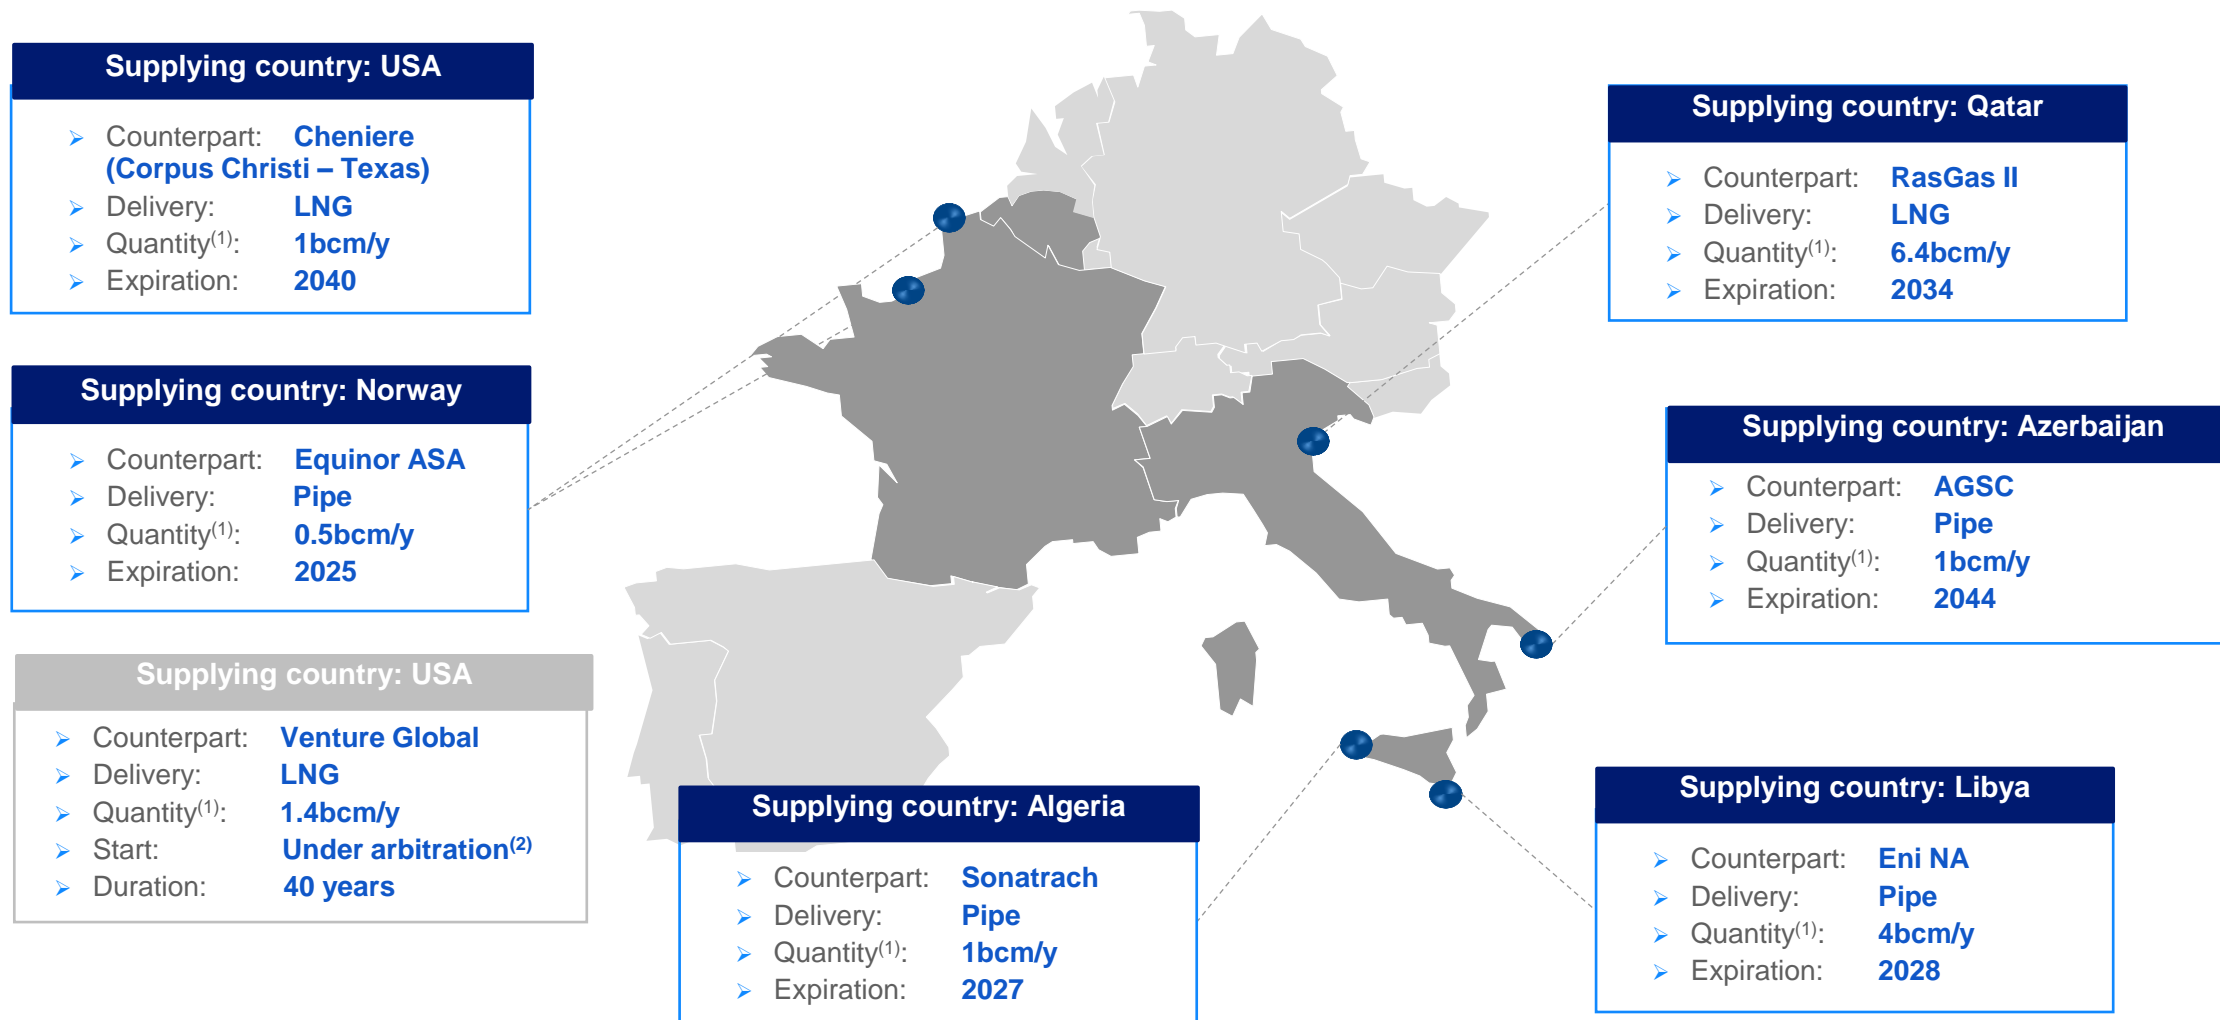 Supplying country: USA
➢ Counterpart: Cheniere
(Corpus Christi – Texas)
➢ Delivery: LNG
➢ Quantity(1): 1bcm/y
➢ Expiration: 2040
Supplying country: Norway
➢ Counterpart: Equinor ASA
➢ Delivery: Pipe
➢ Quantity(1): 0.5bcm/y
➢ Expiration: 2025
Supplying country: USA
➢ Counterpart: Venture Global
➢ Delivery: LNG
➢ Quantity(1): 1.4bcm/y
➢ Start: Under arbitration(2)
➢ Duration: 40 years
Supplying country: Algeria
➢ Counterpart: Sonatrach
➢ Delivery: Pipe
➢ Quantity(1): 1bcm/y
➢ Expiration: 2027
Supplying country: Qatar
➢ Counterpart: RasGas II
➢ Delivery: LNG
➢ Quantity(1): 6.4bcm/y
➢ Expiration: 2034
Supplying country: Azerbaijan
➢ Counterpart: AGSC
➢ Delivery: Pipe
➢ Quantity(1): 1bcm/y
➢ Expiration: 2044
Supplying country: Libya
➢ Counterpart: Eni NA
➢ Delivery: Pipe
➢ Quantity(1): 4bcm/y
➢ Expiration: 2028